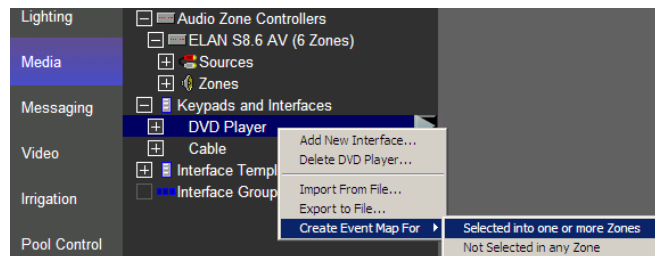 Lighting
Media
Messaging
Video
Irrigation
Pool Control
Audio Zone Controllers
ELAN S8.6 AV (6 Zones)
Sources
Zones
Keypads and Interfaces
DVD Player
Cable
Interface Templ
Interface Group
Add New Interface...
Delete DVD Player...
Import From File...
Export to File...
Create Event Map For
Selected into one or more Zones
Not Selected in any Zone